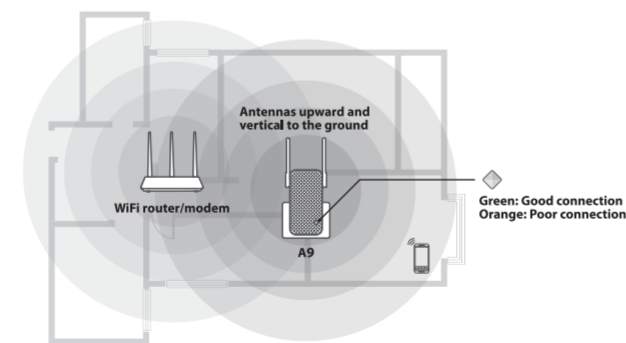 Antennas upward and
vertical to the ground
WiFi router/modem
Green: Good connection
Orange: Poor connection
A9